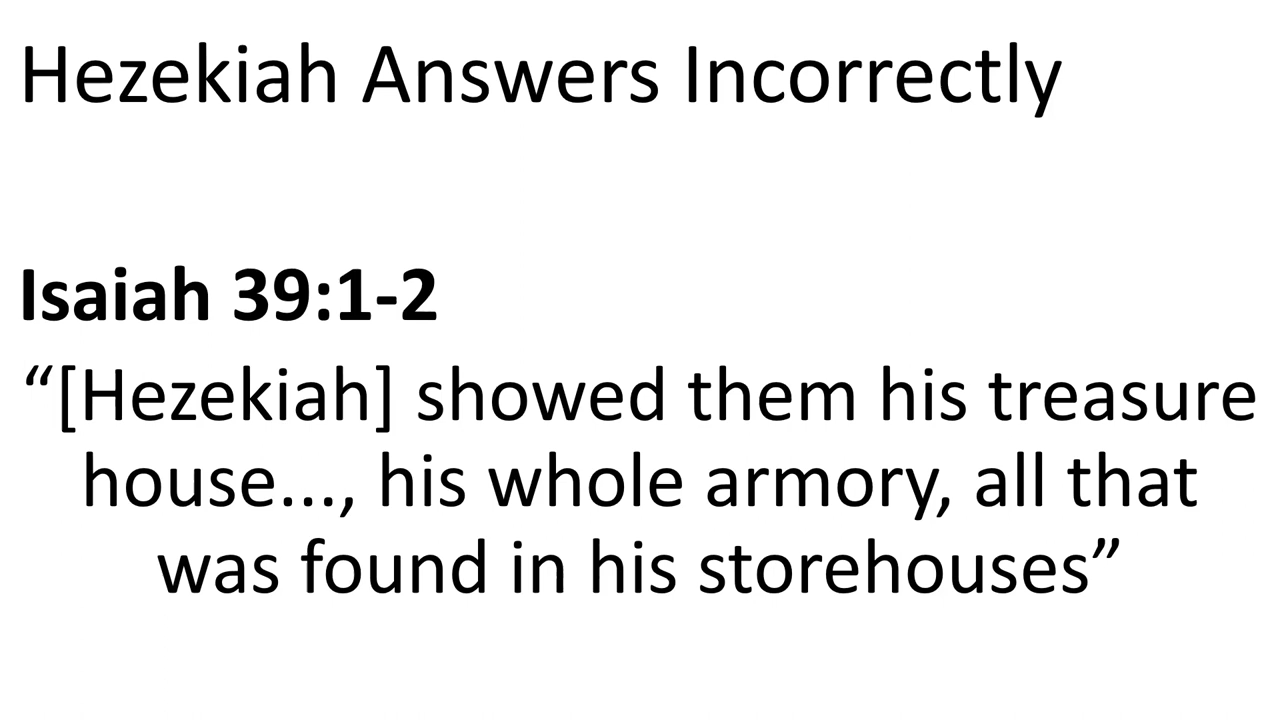 Hezekiah Answers Incorrectly
Isaiah 39:1-2
“[Hezekiah] showed them his treasure
house..., his whole armory, all that
was found in his storehouses”